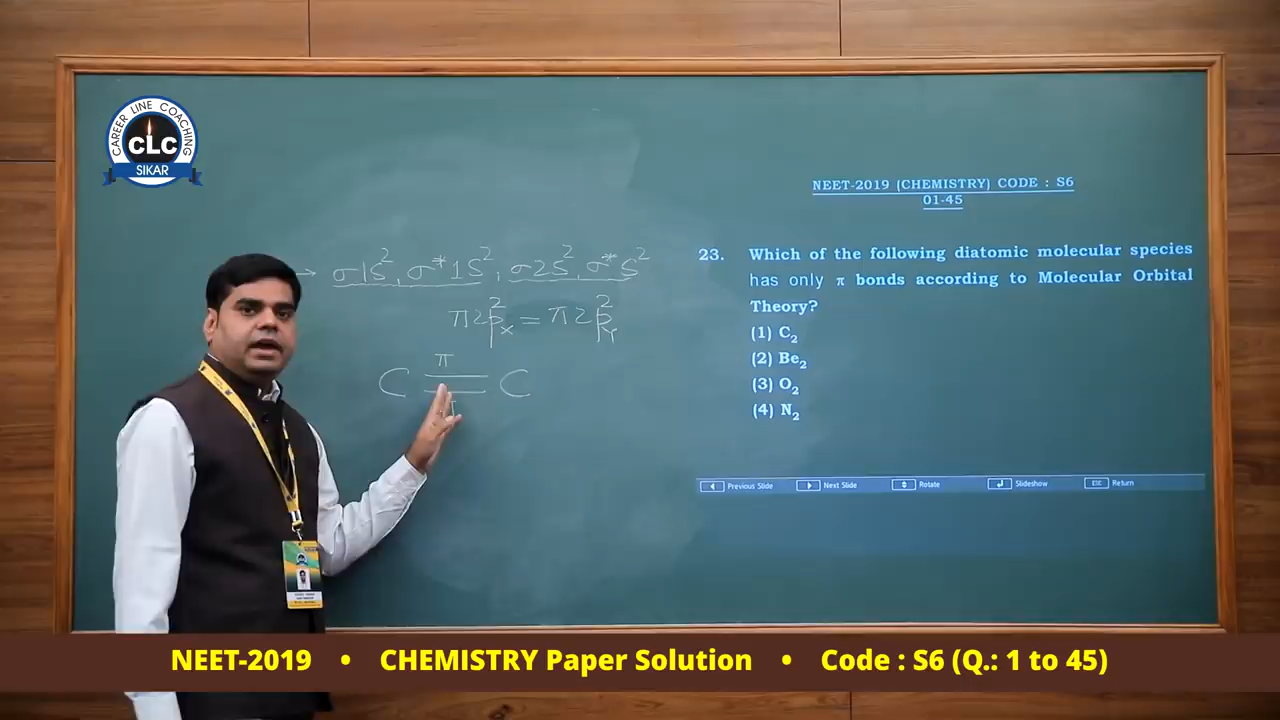 CAREER LINE COACHING
CLC
SIKAR
NEET-2019 (CHEMISTRY) CODE : S6
01-45
→ σ1s², σ*1s², σ2s², σ*s²
π2p²x = π2p²y
π
C = C
23. Which of the following diatomic molecular species
has only π bonds according to Molecular Orbital
Theory?
(1) C₂
(2) Be₂
(3) O₂
(4) N₂
Previous Slide Next Slide Rotate Slideshow ESC Return
NEET-2019 • CHEMISTRY Paper Solution • Code : S6 (Q.: 1 to 45)